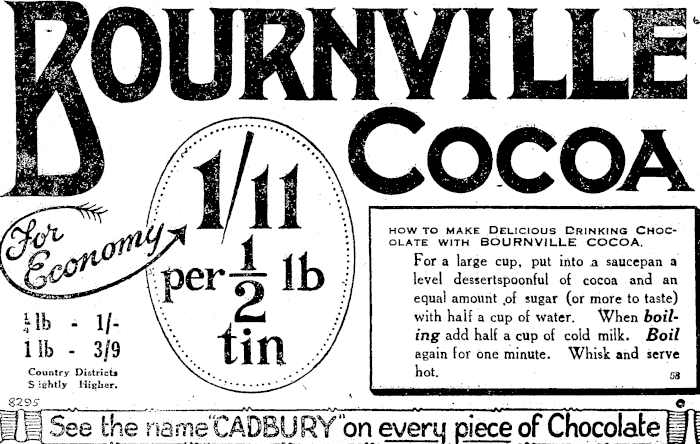 BOURNVILLE
COCOA
For
Economy
1/11
per 1/2 lb
tin
¼ lb - 1/-
1 lb - 3/9
Country Districts
Slightly Higher.
HOW TO MAKE DELICIOUS DRINKING CHOC-
OLATE WITH BOURNVILLE COCOA.
For a large cup, put into a saucepan a
level dessertspoonful of cocoa and an
equal amount of sugar (or more to taste)
with half a cup of water. When boil-
ing add half a cup of cold milk. Boil
again for one minute. Whisk and serve
hot.
58
8295
See the name "CADBURY" on every piece of Chocolate